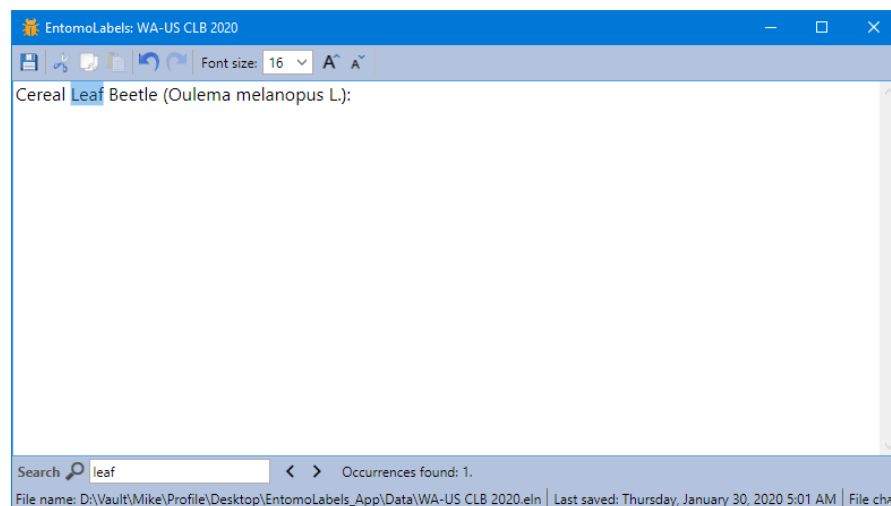 EntomoLabels: WA-US CLB 2020
Font size: 16 A A
Cereal Leaf Beetle (Oulema melanopus L.):
Search leaf Occurrences found: 1.
File name: D:\Vault\Mike\Profile\Desktop\EntomoLabels_App\Data\WA-US CLB 2020.eln Last saved: Thursday, January 30, 2020 5:01 AM File cha